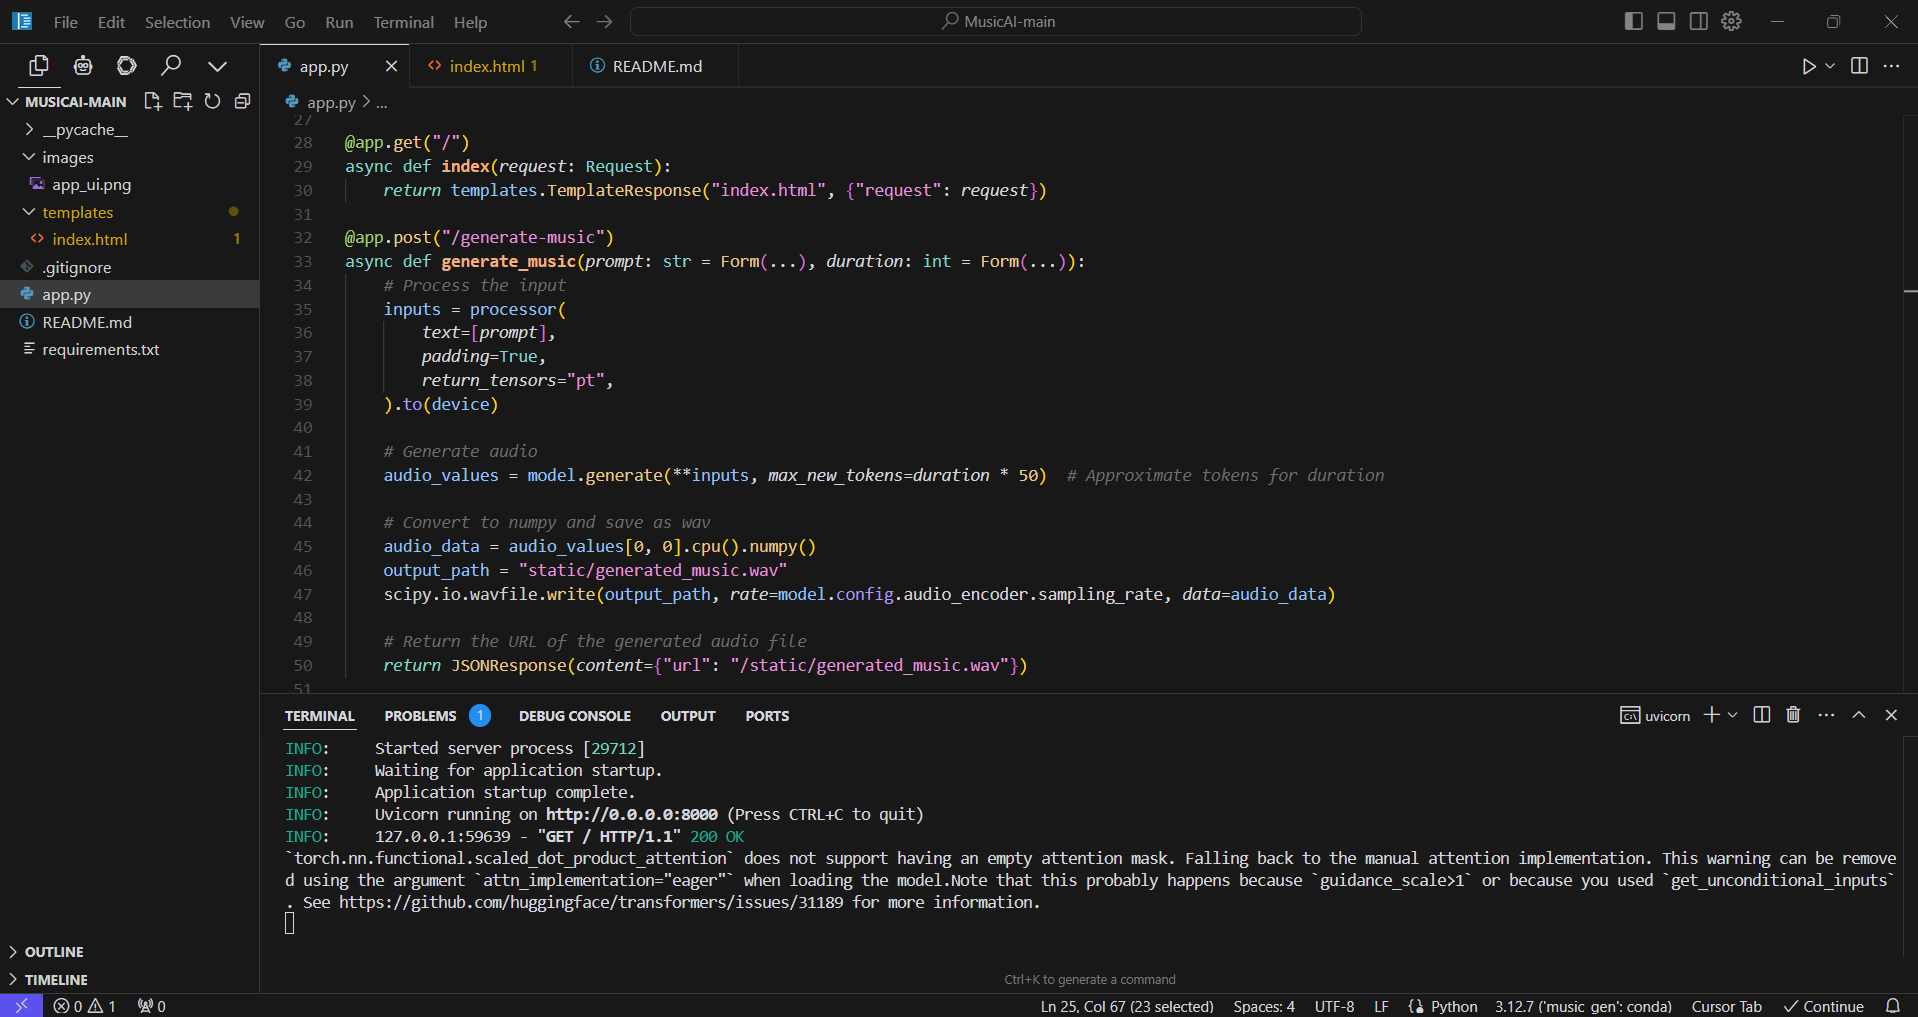 File Edit Selection View Go Run Terminal Help
MusicAI-main
app.py
index.html 1
README.md
MUSICAI-MAIN
__pycache__
images
app_ui.png
templates
index.html 1
.gitignore
app.py
README.md
requirements.txt
OUTLINE
TIMELINE
app.py > ...
27
28 @app.get("/")
29 async def index(request: Request):
30 return templates.TemplateResponse("index.html", {"request": request})
31
32 @app.post("/generate-music")
33 async def generate_music(prompt: str = Form(...), duration: int = Form(...)):
34 # Process the input
35 inputs = processor(
36 text=[prompt],
37 padding=True,
38 return_tensors="pt",
39 ).to(device)
40
41 # Generate audio
42 audio_values = model.generate(**inputs, max_new_tokens=duration * 50) # Approximate tokens for duration
43
44 # Convert to numpy and save as wav
45 audio_data = audio_values[0, 0].cpu().numpy()
46 output_path = "static/generated_music.wav"
47 scipy.io.wavfile.write(output_path, rate=model.config.audio_encoder.sampling_rate, data=audio_data)
48
49 # Return the URL of the generated audio file
50 return JSONResponse(content={"url": "/static/generated_music.wav"})
51
TERMINAL PROBLEMS 1 DEBUG CONSOLE OUTPUT PORTS
uvicorn
INFO: Started server process [29712]
INFO: Waiting for application startup.
INFO: Application startup complete.
INFO: Uvicorn running on http://0.0.0.0:8000 (Press CTRL+C to quit)
INFO: 127.0.0.1:59639 - "GET / HTTP/1.1" 200 OK
`torch.nn.functional.scaled_dot_product_attention` does not support having an empty attention mask. Falling back to the manual attention implementation. This warning can be remove
d using the argument `attn_implementation="eager"` when loading the model.Note that this probably happens because `guidance_scale>1` or because you used `get_unconditional_inputs`
. See https://github.com/huggingface/transformers/issues/31189 for more information.
Ctrl+K to generate a command
0 1 0
Ln 25, Col 67 (23 selected) Spaces: 4 UTF-8 LF Python 3.12.7 ('music_gen': conda) Cursor Tab Continue